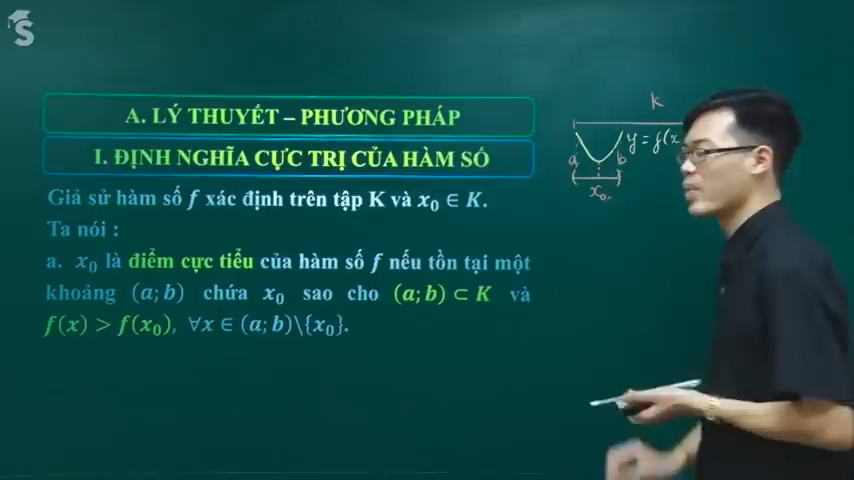 S
A. LÝ THUYẾT – PHƯƠNG PHÁP
I. ĐỊNH NGHĨA CỰC TRỊ CỦA HÀM SỐ
Giả sử hàm số f xác định trên tập K và x₀ ∈ K.
Ta nói :
a. x₀ là điểm cực tiểu của hàm số f nếu tồn tại một
khoảng (a; b) chứa x₀ sao cho (a; b) ⊂ K và
f(x) > f(x₀), ∀x ∈ (a; b)\{x₀}.
k
y = f(x
a b
x₀